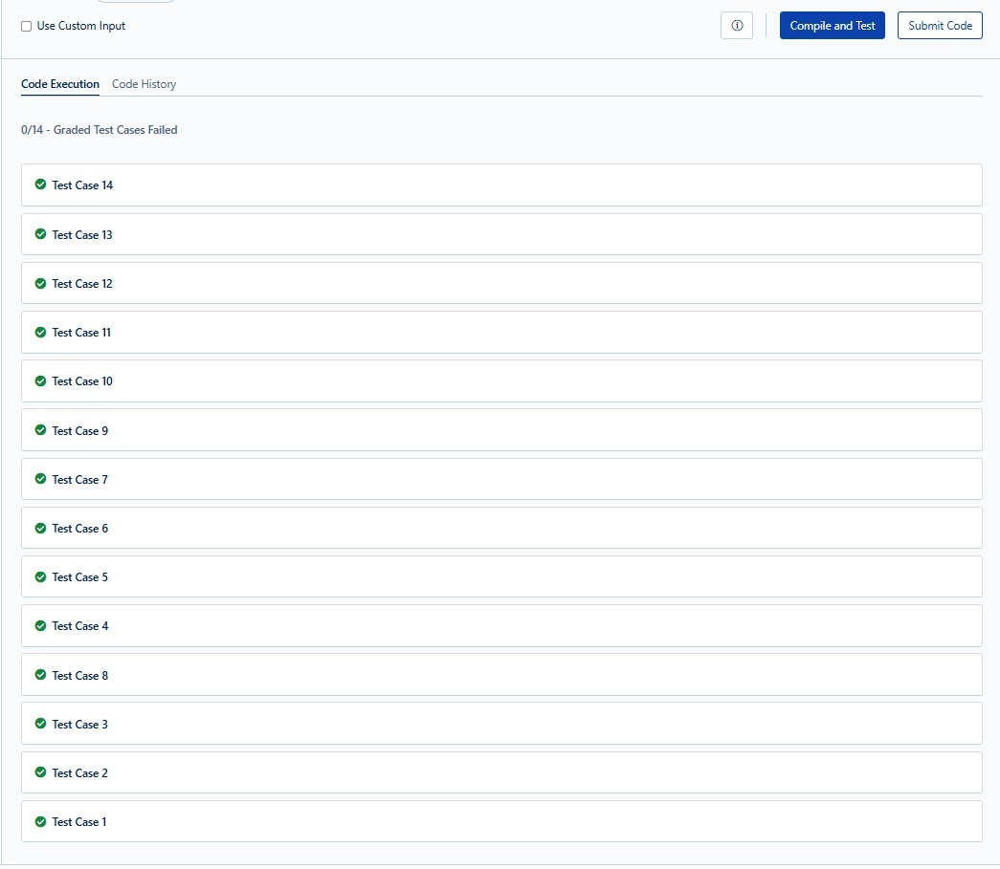 Use Custom Input
Compile and Test
Submit Code
Code Execution
Code History
0/14 - Graded Test Cases Failed
Test Case 14
Test Case 13
Test Case 12
Test Case 11
Test Case 10
Test Case 9
Test Case 7
Test Case 6
Test Case 5
Test Case 4
Test Case 8
Test Case 3
Test Case 2
Test Case 1